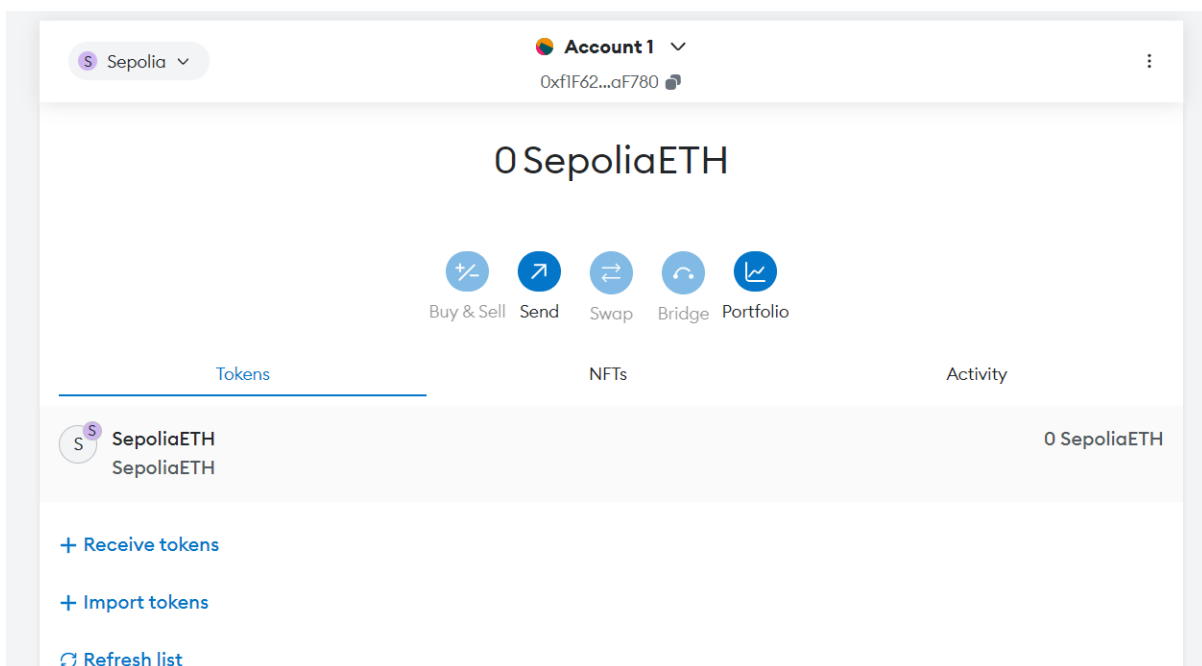 S Sepolia
Account 1
0xf1F62...aF780
0 SepoliaETH
Buy & Sell Send Swap Bridge Portfolio
Tokens NFTs Activity
S S SepoliaETH 0 SepoliaETH
SepoliaETH
+ Receive tokens
+ Import tokens
Refresh list